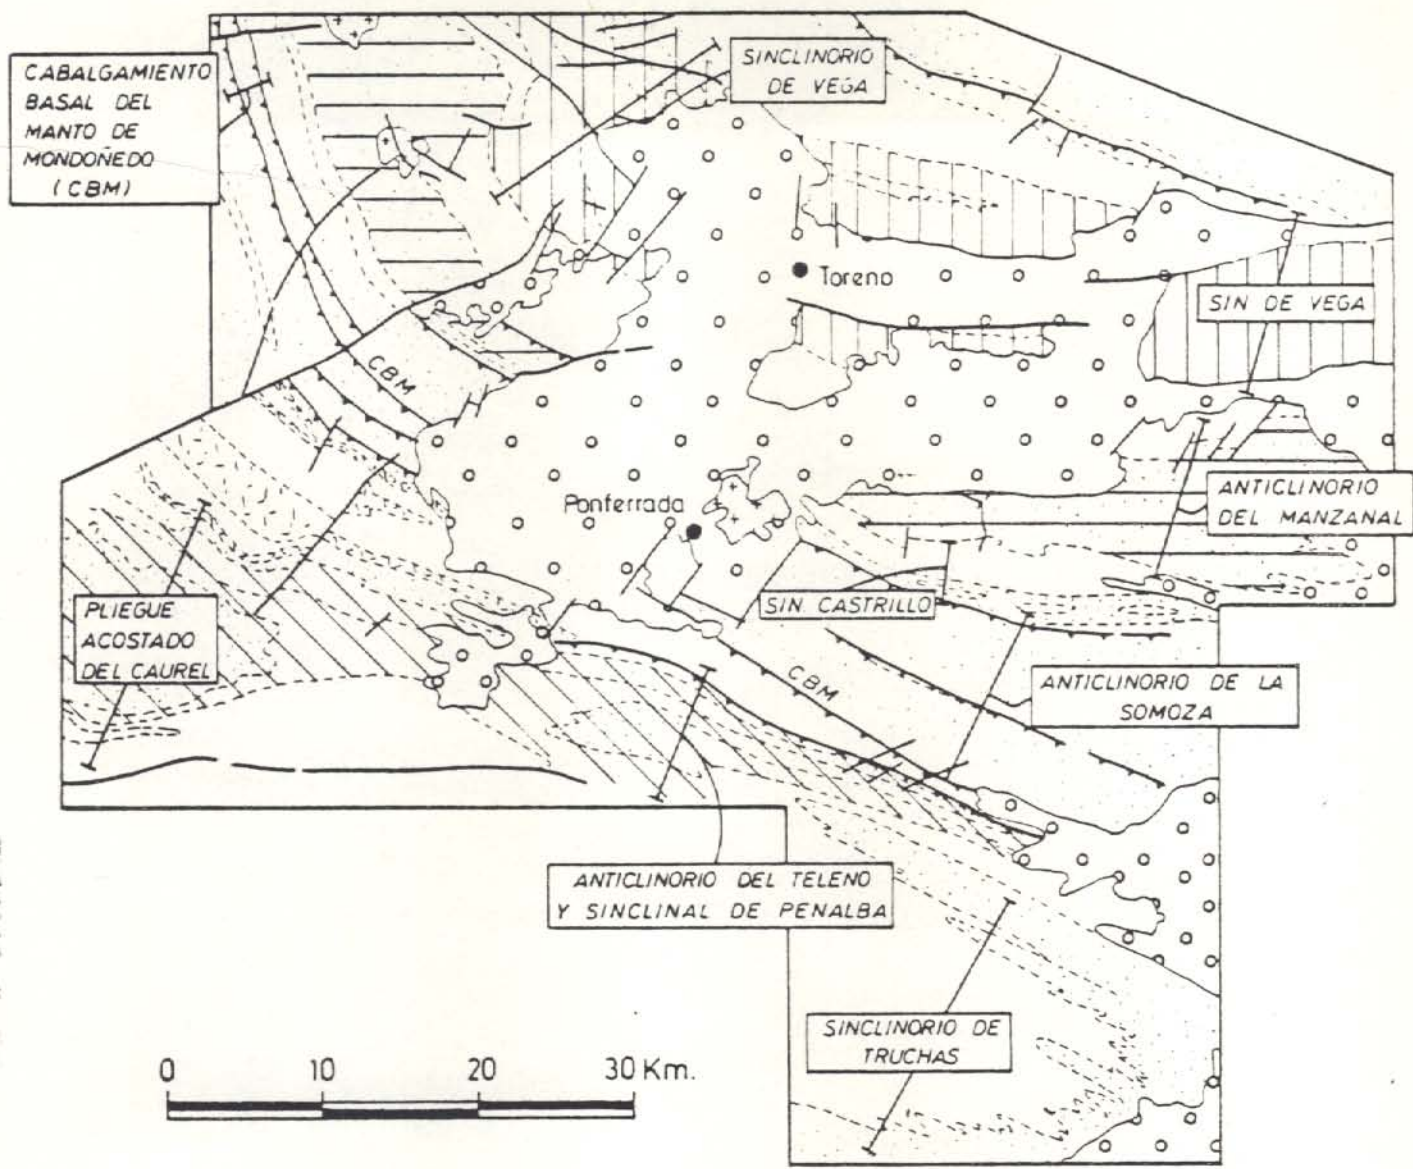 CABALGAMIENTO
BASAL DEL
MANTO DE
MONDOÑEDO
(CBM)
SINCLINORIO
DE VEGA
Toreno
SIN DE VEGA
CBM
Ponferrada
ANTICLINORIO
DEL MANZANAL
PLIEGUE
ACOSTADO
DEL CAUREL
SIN. CASTRILLO
CBM
ANTICLINORIO DE LA
SOMOZA
ANTICLINORIO DEL TELENO
Y SINCLINAL DE PENALBA
SINCLINORIO DE
TRUCHAS
0 10 20 30 Km.